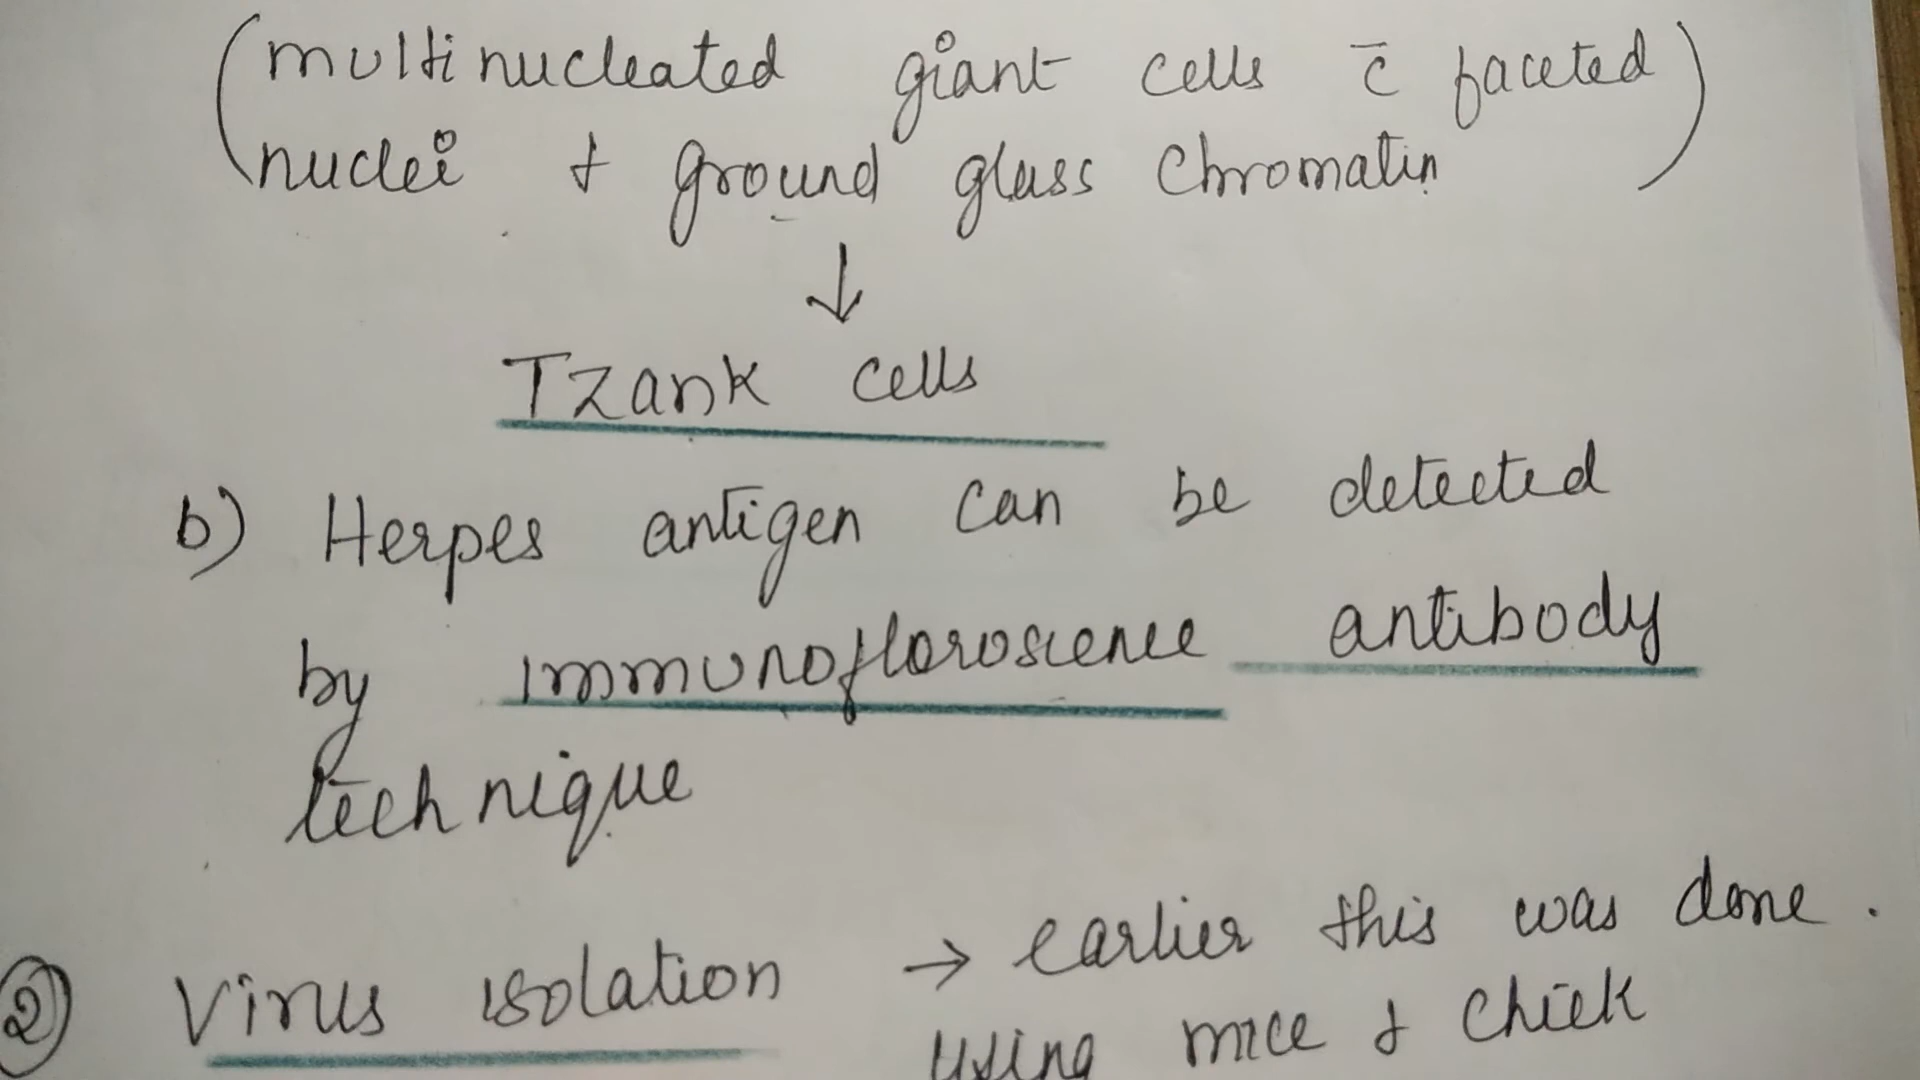 (multinucleated giant cells c̄ faceted
nuclei & ground glass chromatin)
↓
Tzank cells
b) Herpes antigen can be detected
by immunofloroscence antibody
technique
② Virus isolation → earlier this was done.
using mice & chick